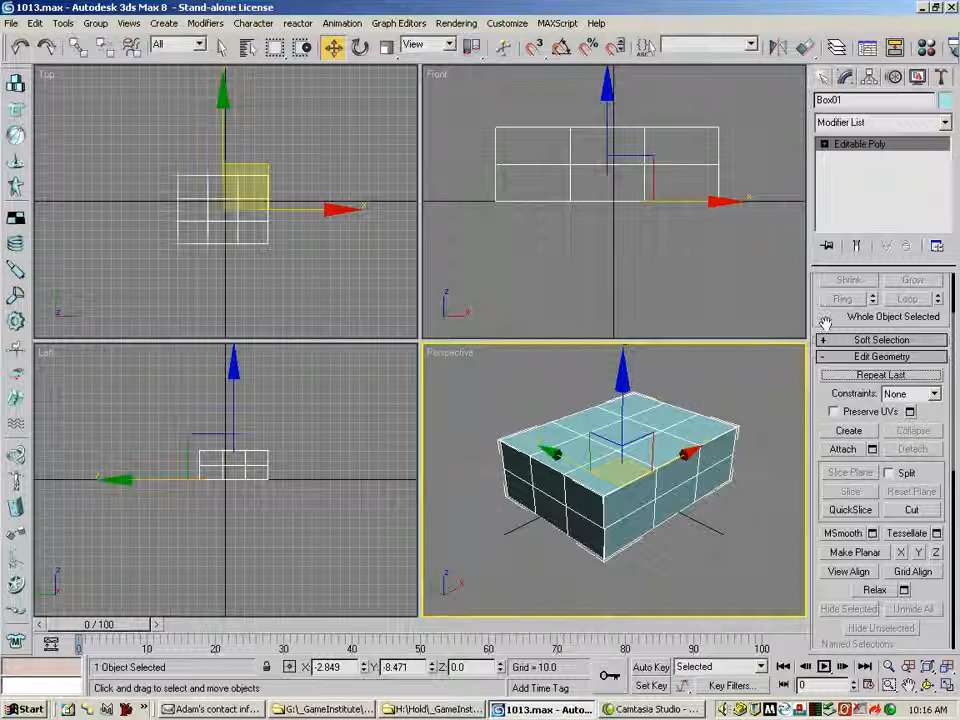 1013.max - Autodesk 3ds Max 8 - Stand-alone License
File Edit Tools Group Views Create Modifiers Character reactor Animation Graph Editors Rendering Customize MAXScript Help
All View
Top Front
Left Perspective
Box01
Modifier List
Editable Poly
Shrink Grow
Ring Loop
Whole Object Selected
+ Soft Selection
- Edit Geometry
Repeat Last
Constraints: None
Preserve UVs
Create Collapse
Attach Detach
Slice Plane Split
Slice Reset Plane
QuickSlice Cut
MSmooth Tessellate
Make Planar X Y Z
View Align Grid Align
Relax
Hide Selected Unhide All
Hide Unselected
Named Selections
0 / 100
0 10 20 30 40 50 60 70 80 90 100
1 Object Selected X: -2.849 Y: -8.471 Z: 0.0 Grid = 10.0 Auto Key Selected
Click and drag to select and move objects Add Time Tag Set Key Key Filters... 0
Start Adam's contact inf... G:\_GameInstitute\... H:\Hold\_GameInst... 1013.max - Auto... Camtasia Studio - ... 10:16 AM